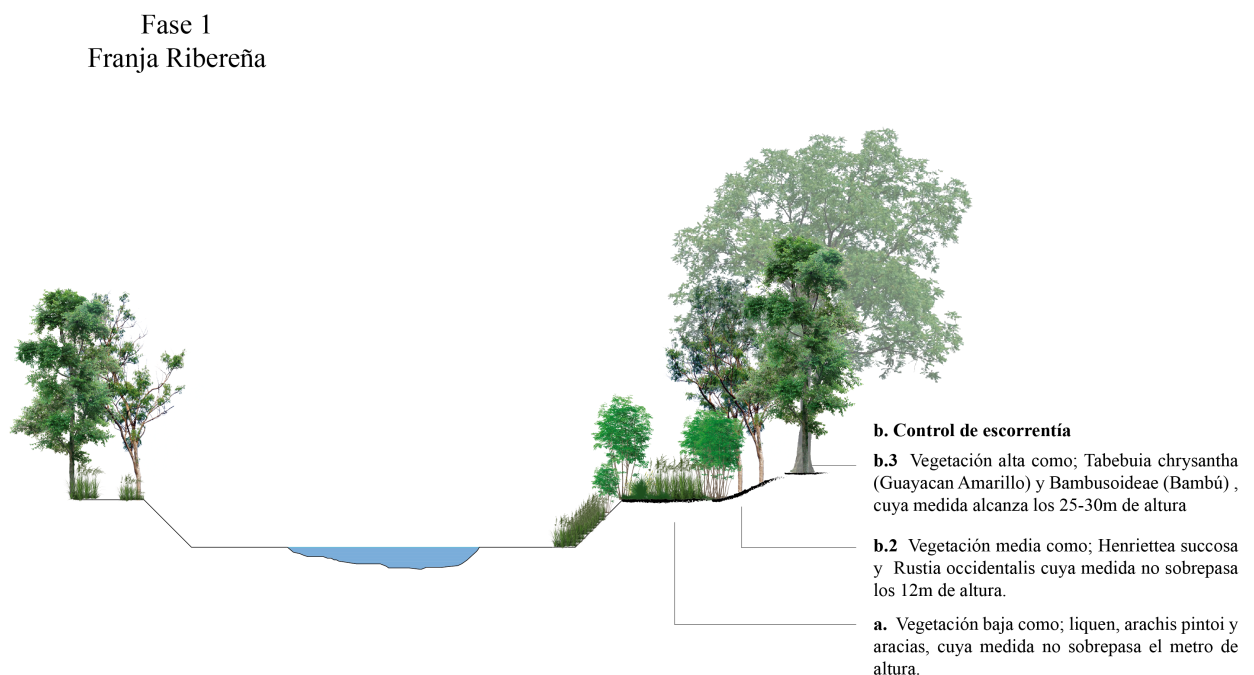 Fase 1
Franja Ribereña
b. Control de escorrentía
b.3 Vegetación alta como; Tabebuia chrysantha
(Guayacan Amarillo) y Bambusoideae (Bambú) ,
cuya medida alcanza los 25-30m de altura
b.2 Vegetación media como; Henriettea succosa
y Rustia occidentalis cuya medida no sobrepasa
los 12m de altura.
a. Vegetación baja como; liquen, arachis pintoi y
aracias, cuya medida no sobrepasa el metro de
altura.